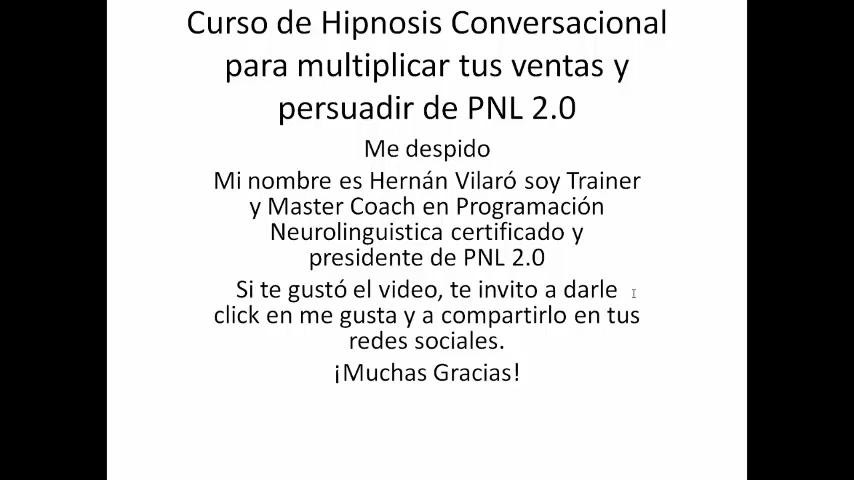 Curso de Hipnosis Conversacional
para multiplicar tus ventas y
persuadir de PNL 2.0
Me despido
Mi nombre es Hernán Vilaró soy Trainer
y Master Coach en Programación
Neurolinguistica certificado y
presidente de PNL 2.0
Si te gustó el video, te invito a darle
click en me gusta y a compartirlo en tus
redes sociales.
¡Muchas Gracias!